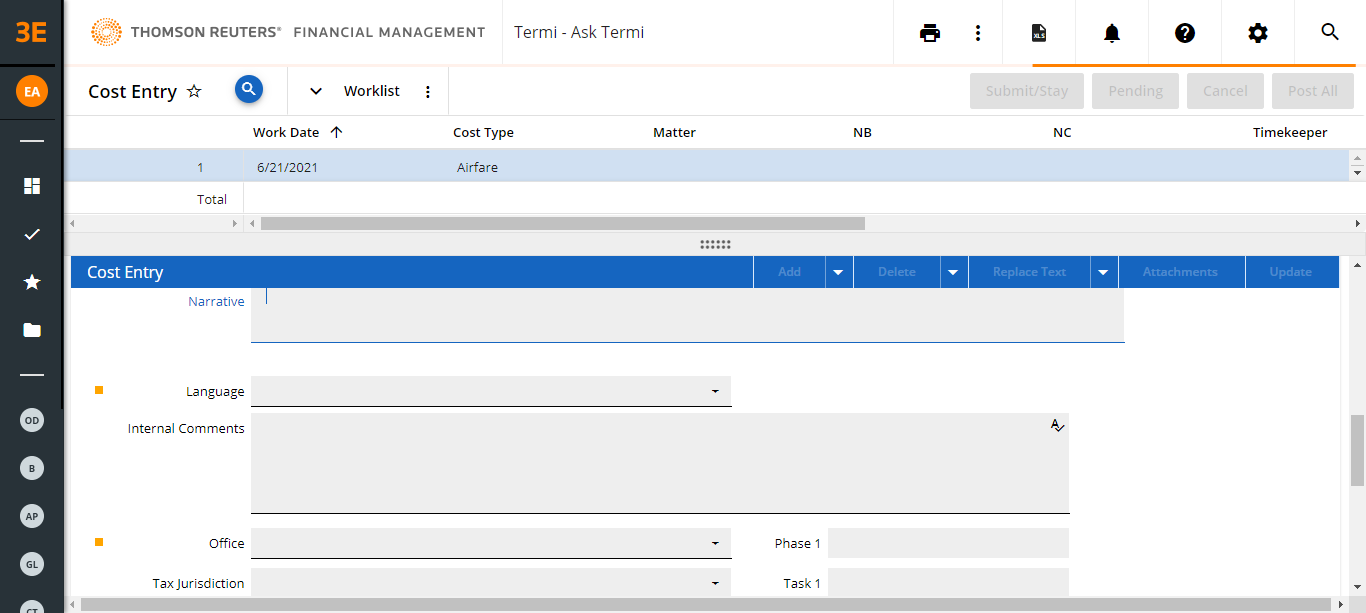 3E THOMSON REUTERS® FINANCIAL MANAGEMENT Termi - Ask Termi XLS
EA Cost Entry Worklist Submit/Stay Pending Cancel Post All
Work Date Cost Type Matter NB NC Timekeeper
1 6/21/2021 Airfare
Total
Cost Entry Add Delete Replace Text Attachments Update
Narrative
Language
OD
Internal Comments
B
AP
Office Phase 1
GL
Tax Jurisdiction Task 1
CT